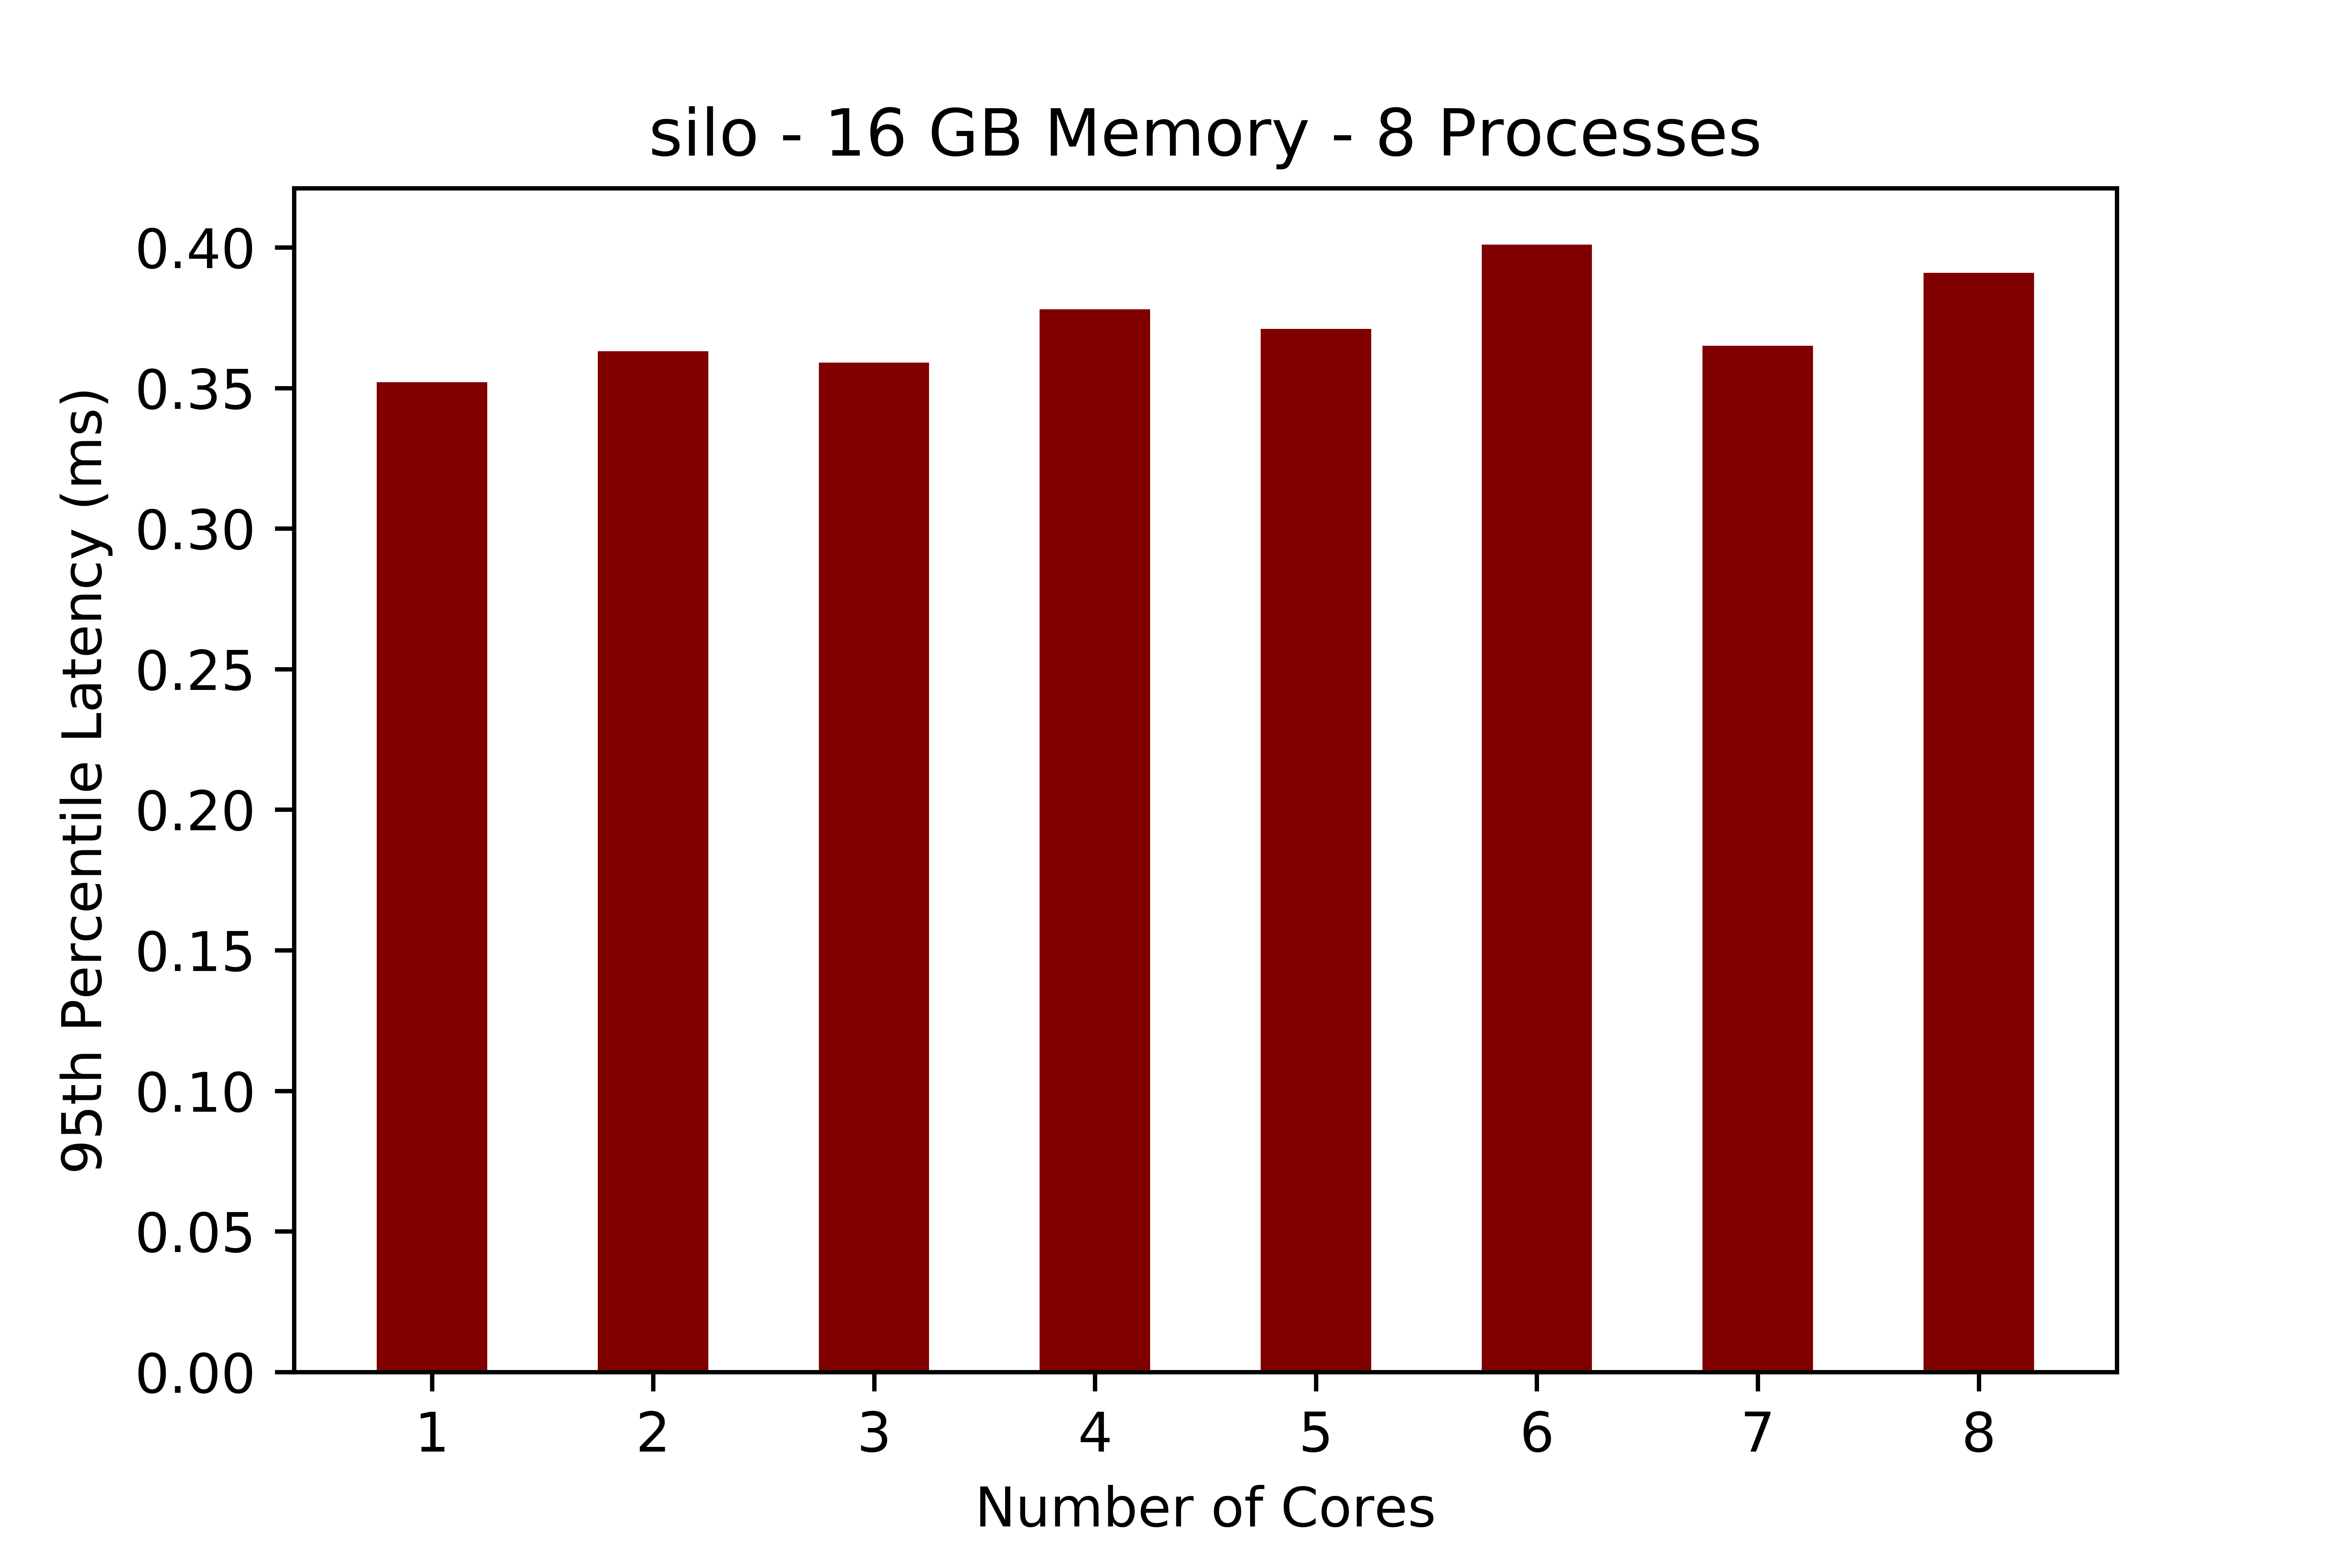 silo - 16 GB Memory - 8 Processes
95th Percentile Latency (ms)
0.40
0.35
0.30
0.25
0.20
0.15
0.10
0.05
0.00
1 2 3 4 5 6 7 8
Number of Cores